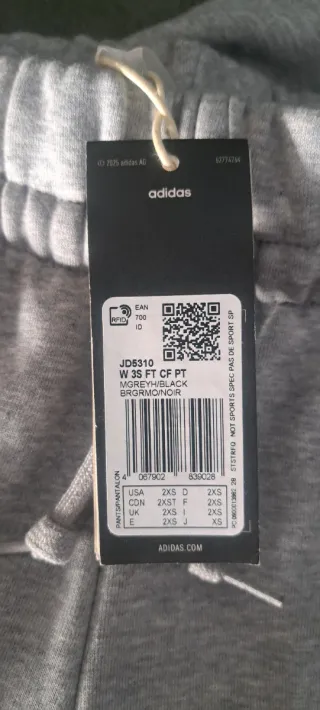 (C) 2025 adidas AG
adidas
RFID
EAN
700
ID
JD5310
W 3S FT CF PT
MGREYH/BLACK
BRGRMO/NOIR
4 067902 839028
PANTS/PANTALON
USA 2XS D 2XS
CDN 2XST F 2XS
UK 2XS I 2XS
E 2XS J XS
STSTRFQ NOT SPORTS SPEC PAS DE SPORT SP
ADIDAS.COM